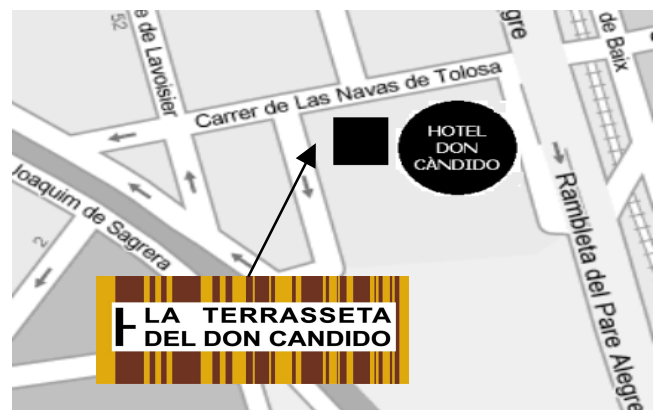 52
e de Lavoisier
egre
de Baix
Carrer de Las Navas de Tolosa
HOTEL
DON
CÀNDIDO
Joaquim de Sagrera
2
Rambleta del Pare Alegre
LA TERRASSETA
DEL DON CANDIDO